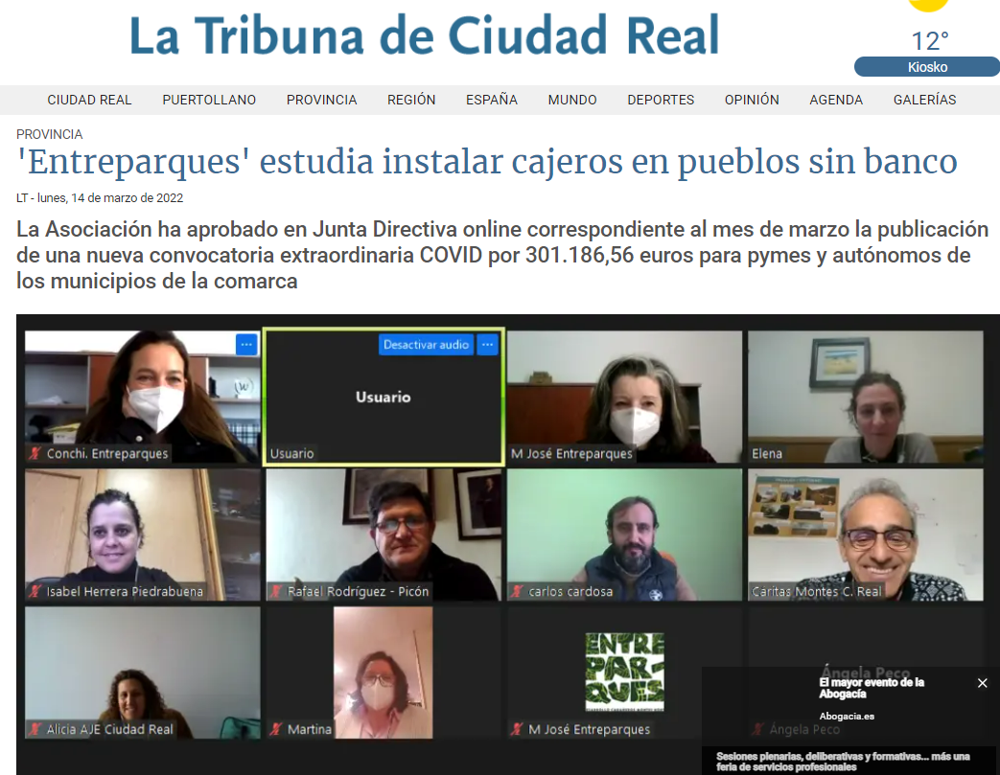 La Tribuna de Ciudad Real
12°
Kiosko
CIUDAD REAL PUERTOLLANO PROVINCIA REGIÓN ESPAÑA MUNDO DEPORTES OPINIÓN AGENDA GALERÍAS
PROVINCIA
'Entreparques' estudia instalar cajeros en pueblos sin banco
LT - lunes, 14 de marzo de 2022
La Asociación ha aprobado en Junta Directiva online correspondiente al mes de marzo la publicación
de una nueva convocatoria extraordinaria COVID por 301.186,56 euros para pymes y autónomos de
los municipios de la comarca
Desactivar audio
Usuario
Conchi. Entreparques
Usuario
M José Entreparques
Elena
Isabel Herrera Piedrabuena
Rafael Rodríguez - Picón
carlos cardosa
Cáritas Montes C. Real
ENTRE
PAR-
QUES
Alicia AJE Ciudad Real
Martina
M José Entreparques
Ángela Peco
Ángela Peco
El mayor evento de la
Abogacía
Abogacia.es
Sesiones plenarias, deliberativas y formativas... más una
feria de servicios profesionales